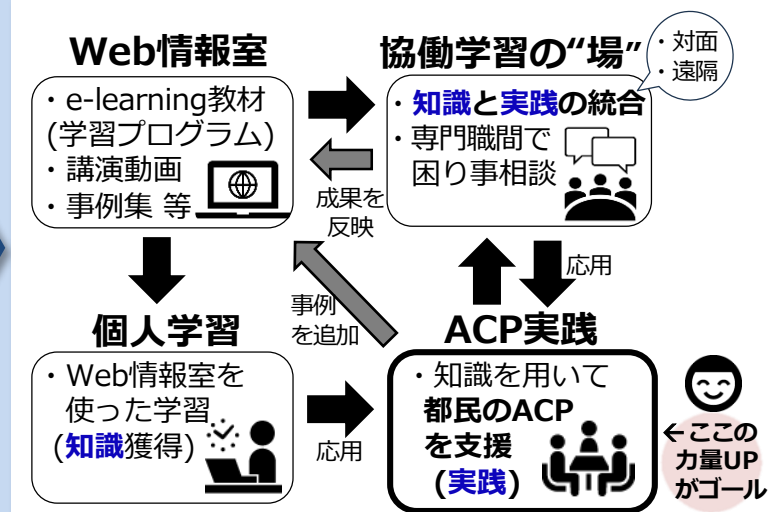 Web情報室
・e-learning教材
(学習プログラム)
・講演動画
・事例集 等
協働学習の“場”
・対面
・遠隔
・知識と実践の統合
・専門職間で
困り事相談
成果を
反映
応用
事例
を追加
個人学習
・Web情報室を
使った学習
(知識獲得)
応用
ACP実践
・知識を用いて
都民のACP
を支援
(実践)
←ここの
力量UP
がゴール